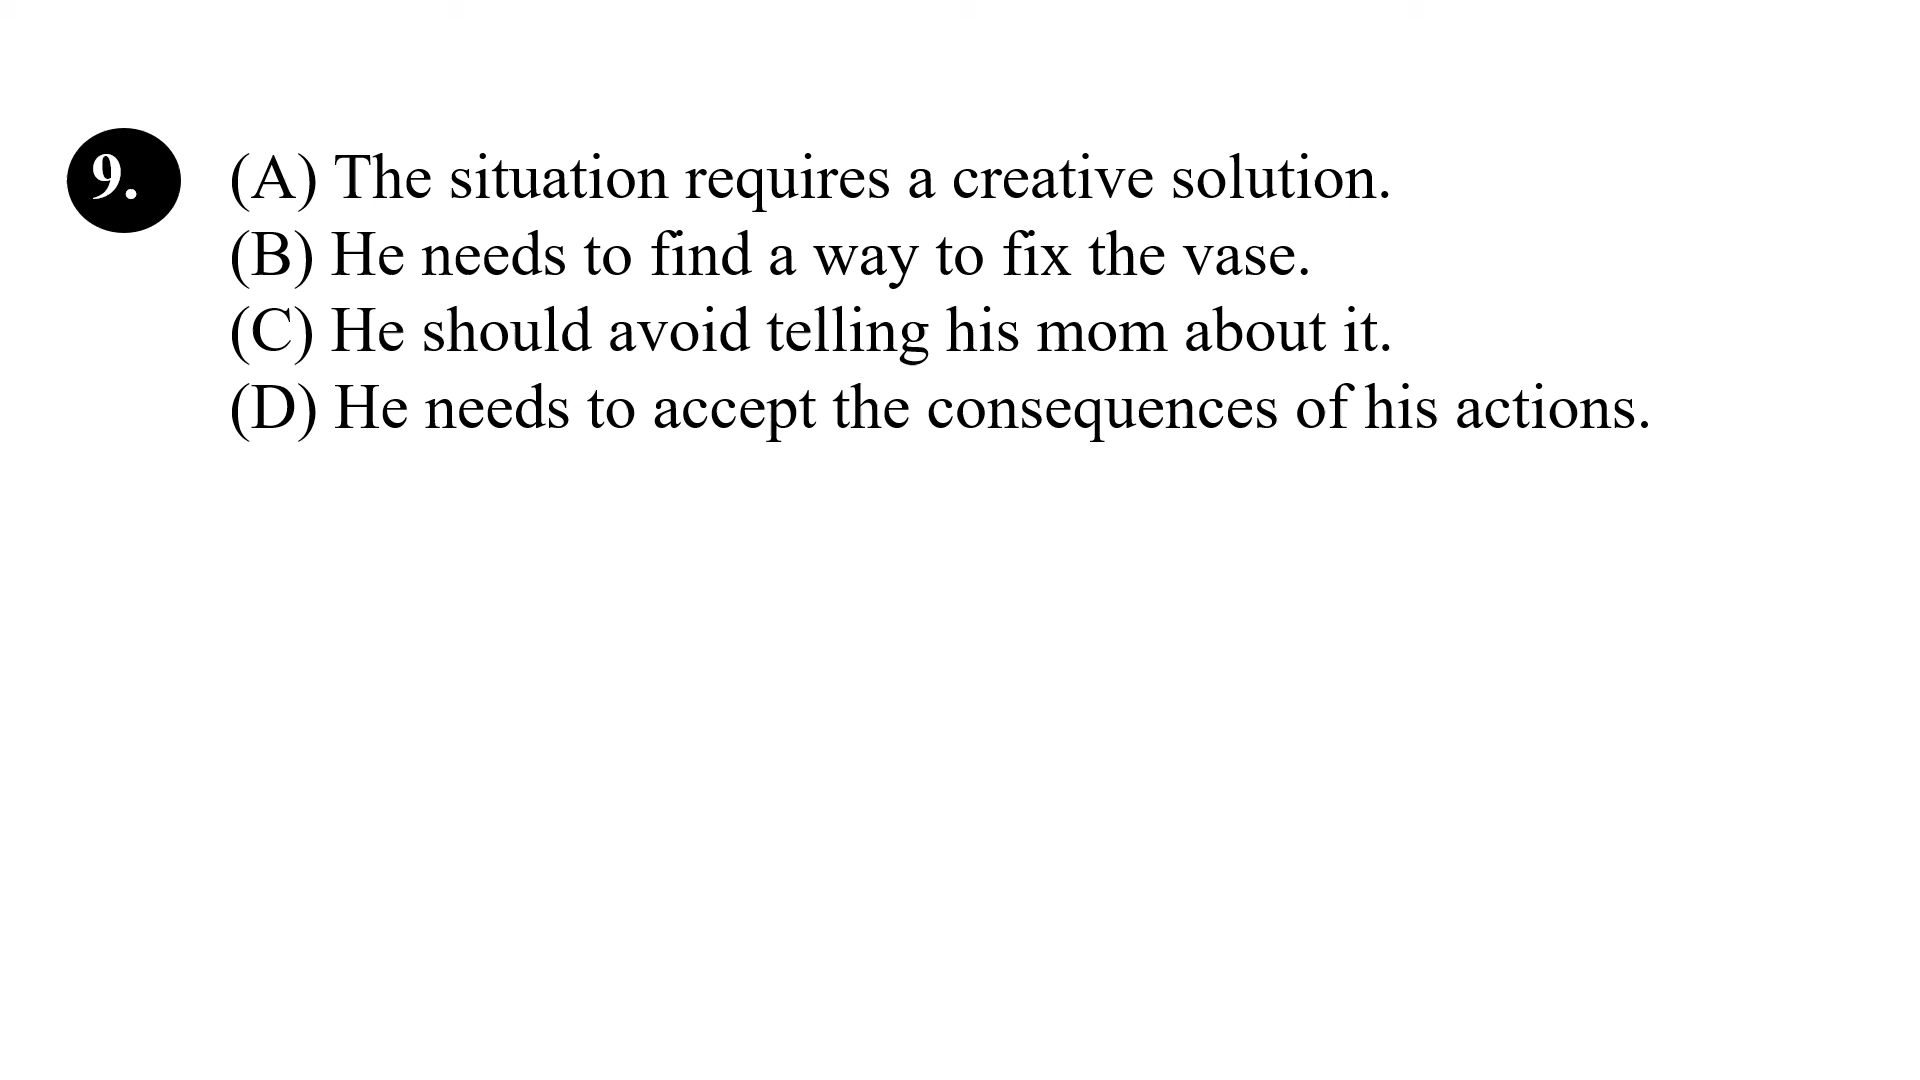 9. (A) The situation requires a creative solution.
(B) He needs to find a way to fix the vase.
(C) He should avoid telling his mom about it.
(D) He needs to accept the consequences of his actions.